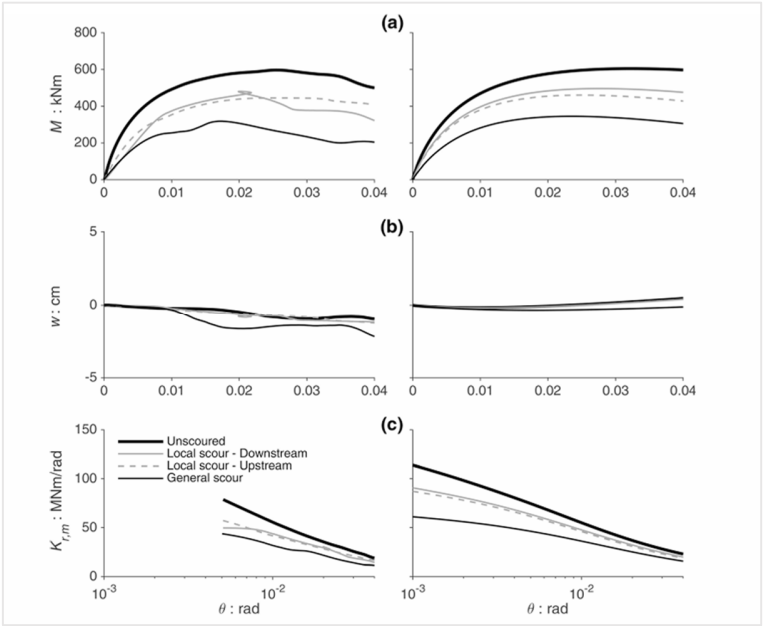 (a)
800
600
400
200
0
M : kNm
0 0.01 0.02 0.03 0.04
0 0.01 0.02 0.03 0.04
(b)
5
0
-5
w : cm
0 0.01 0.02 0.03 0.04
0 0.01 0.02 0.03 0.04
(c)
150
100
50
0
K_r,m : MNm/rad
Unscoured
Local scour - Downstream
Local scour - Upstream
General scour
10^-3 10^-2
10^-3 10^-2
θ : rad
θ : rad